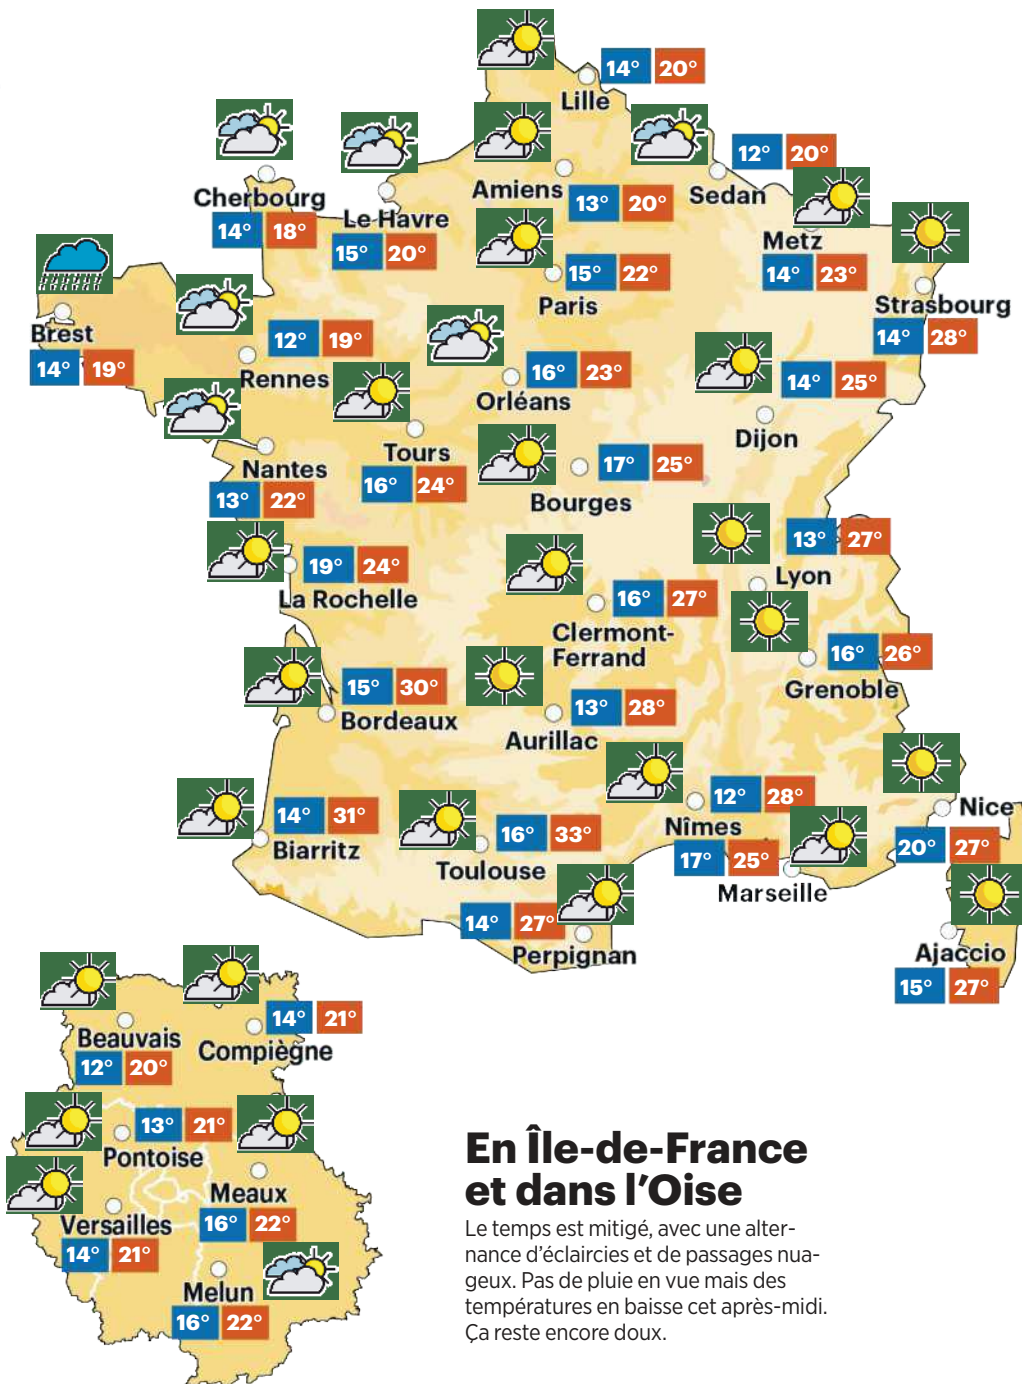 14° 20°
Lille
12° 20°
Sedan
Amiens
13° 20°
Cherbourg
14° 18°
Le Havre
15° 20°
Metz
14° 23°
15° 22°
Paris
Strasbourg
14° 28°
Brest
14° 19°
12° 19°
Rennes
16° 23°
Orléans
14° 25°
Dijon
Nantes
13° 22°
Tours
16° 24°
17° 25°
Bourges
13° 27°
Lyon
19° 24°
La Rochelle
16° 27°
Clermont-
Ferrand
16° 26°
Grenoble
15° 30°
Bordeaux
13° 28°
Aurillac
14° 31°
Biarritz
16° 33°
Toulouse
12° 28°
Nîmes
17° 25°
Marseille
Nice
20° 27°
14° 27°
Perpignan
Ajaccio
15° 27°
Beauvais
12° 20°
14° 21°
Compiègne
13° 21°
Pontoise
Meaux
16° 22°
Versailles
14° 21°
Melun
16° 22°
En Île-de-France
et dans l'Oise
Le temps est mitigé, avec une alter-
nance d'éclaircies et de passages nua-
geux. Pas de pluie en vue mais des
températures en baisse cet après-midi.
Ça reste encore doux.